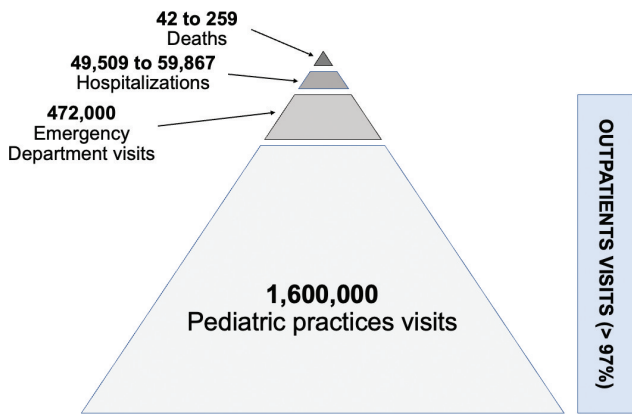 42 to 259
Deaths
49,509 to 59,867
Hospitalizations
472,000
Emergency
Department visits
1,600,000
Pediatric practices visits
OUTPATIENTS VISITS (> 97%)